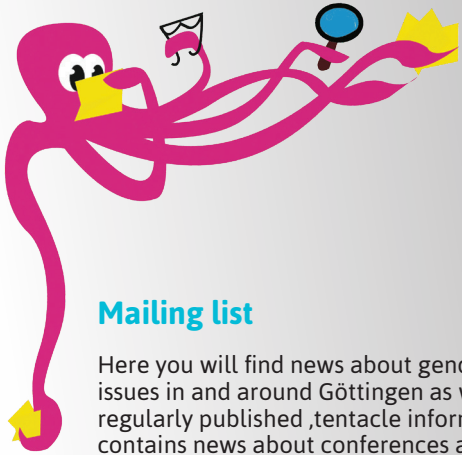 Mailing list
Here you will find news about
issues in and around Göttingen as
regularly published ‚tentacle
contains news about conferences